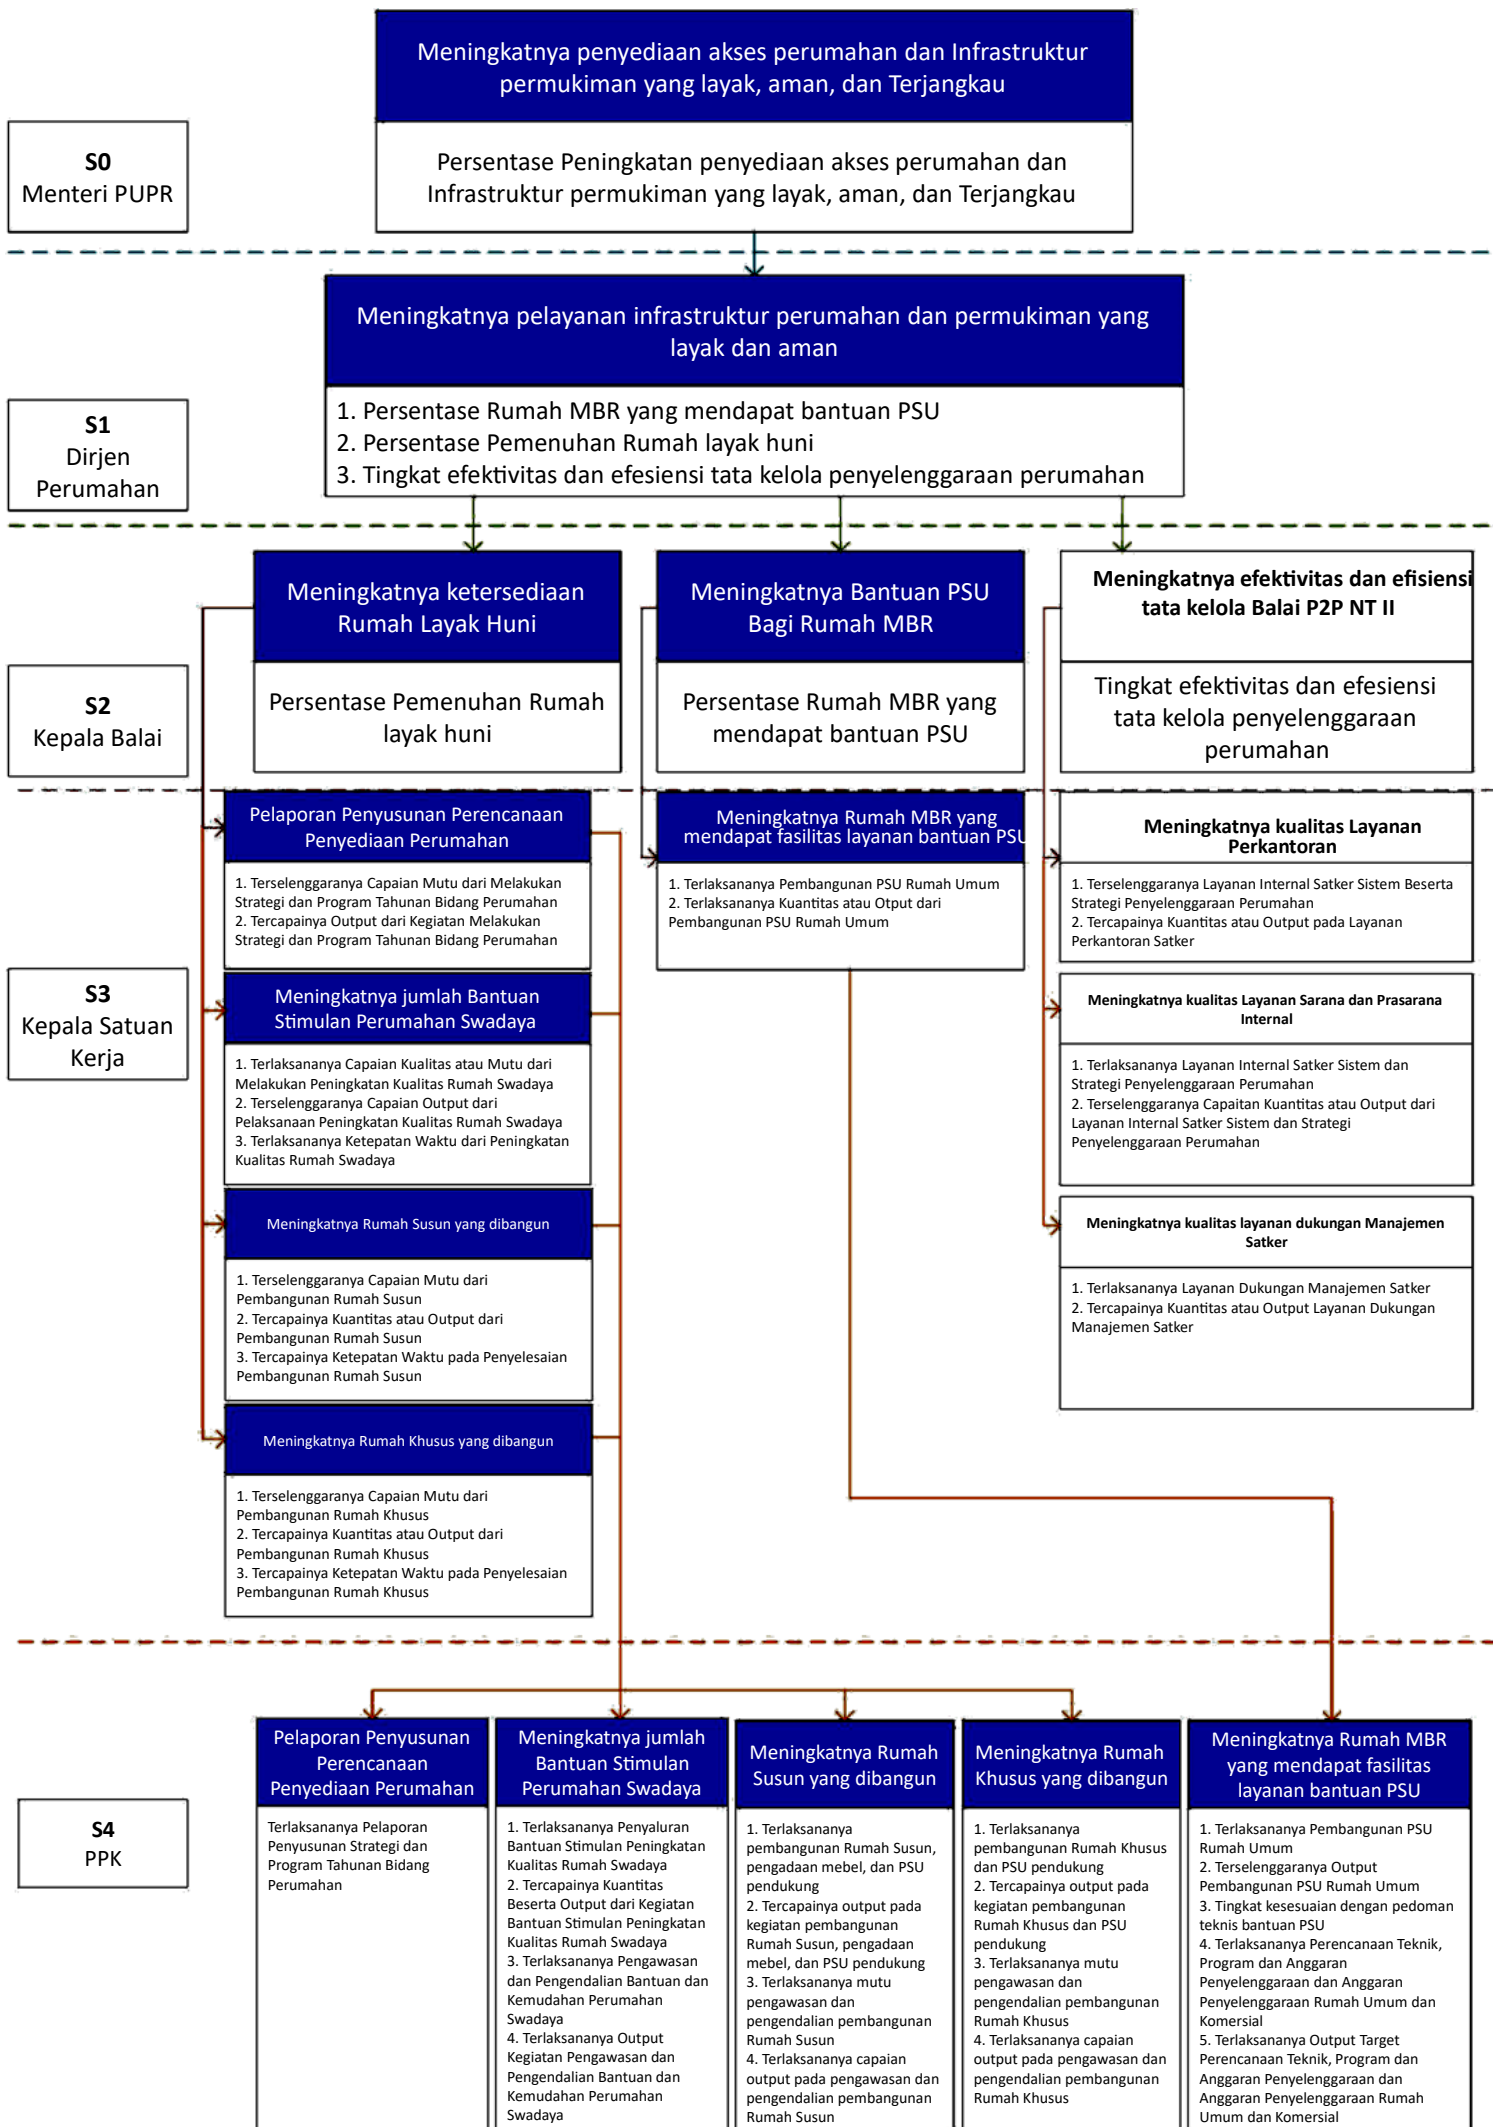 Meningkatnya penyediaan akses perumahan dan Infrastruktur
permukiman yang layak, aman, dan Terjangkau
S0
Menteri PUPR
Persentase Peningkatan penyediaan akses perumahan dan
Infrastruktur permukiman yang layak, aman, dan Terjangkau
Meningkatnya pelayanan infrastruktur perumahan dan permukiman yang
layak dan aman
S1
Dirjen
Perumahan
1. Persentase Rumah MBR yang mendapat bantuan PSU
2. Persentase Pemenuhan Rumah layak huni
3. Tingkat efektivitas dan efesiensi tata kelola penyelenggaraan perumahan
S2
Kepala Balai
Meningkatnya ketersediaan
Rumah Layak Huni
Persentase Pemenuhan Rumah
layak huni
Meningkatnya Bantuan PSU
Bagi Rumah MBR
Persentase Rumah MBR yang
mendapat bantuan PSU
Meningkatnya efektivitas dan efisiensi
tata kelola Balai P2P NT II
Tingkat efektivitas dan efesiensi
tata kelola penyelenggaraan
perumahan
S3
Kepala Satuan
Kerja
Pelaporan Penyusunan Perencanaan
Penyediaan Perumahan
1. Terselenggaranya Capaian Mutu dari Melakukan
Strategi dan Program Tahunan Bidang Perumahan
2. Tercapainya Output dari Kegiatan Melakukan
Strategi dan Program Tahunan Bidang Perumahan
Meningkatnya jumlah Bantuan
Stimulan Perumahan Swadaya
1. Terlaksananya Capaian Kualitas atau Mutu dari
Melakukan Peningkatan Kualitas Rumah Swadaya
2. Terselenggaranya Capaian Output dari
Pelaksanaan Peningkatan Kualitas Rumah Swadaya
3. Terlaksananya Ketepatan Waktu dari Peningkatan
Kualitas Rumah Swadaya
Meningkatnya Rumah Susun yang dibangun
1. Terselenggaranya Capaian Mutu dari
Pembangunan Rumah Susun
2. Tercapainya Kuantitas atau Output dari
Pembangunan Rumah Susun
3. Tercapainya Ketepatan Waktu pada Penyelesaian
Pembangunan Rumah Susun
Meningkatnya Rumah Khusus yang dibangun
1. Terselenggaranya Capaian Mutu dari
Pembangunan Rumah Khusus
2. Tercapainya Kuantitas atau Output dari
Pembangunan Rumah Khusus
3. Tercapainya Ketepatan Waktu pada Penyelesaian
Pembangunan Rumah Khusus
Meningkatnya Rumah MBR yang
mendapat fasilitas layanan bantuan PSU
1. Terlaksananya Pembangunan PSU Rumah Umum
2. Terlaksananya Kuantitas atau Otput dari
Pembangunan PSU Rumah Umum
Meningkatnya kualitas Layanan
Perkantoran
1. Terselenggaranya Layanan Internal Satker Sistem Beserta
Strategi Penyelenggaraan Perumahan
2. Tercapainya Kuantitas atau Output pada Layanan
Perkantoran Satker
Meningkatnya kualitas Layanan Sarana dan Prasarana
Internal
1. Terlaksananya Layanan Internal Satker Sistem dan
Strategi Penyelenggaraan Perumahan
2. Terselenggaranya Capaitan Kuantitas atau Output dari
Layanan Internal Satker Sistem dan Strategi
Penyelenggaraan Perumahan
Meningkatnya kualitas layanan dukungan Manajemen
Satker
1. Terlaksananya Layanan Dukungan Manajemen Satker
2. Tercapainya Kuantitas atau Output Layanan Dukungan
Manajemen Satker
S4
PPK
Pelaporan Penyusunan
Perencanaan
Penyediaan Perumahan
Terlaksananya Pelaporan
Penyusunan Strategi dan
Program Tahunan Bidang
Perumahan
Meningkatnya jumlah
Bantuan Stimulan
Perumahan Swadaya
1. Terlaksananya Penyaluran
Bantuan Stimulan Peningkatan
Kualitas Rumah Swadaya
2. Tercapainya Kuantitas
Beserta Output dari Kegiatan
Bantuan Stimulan Peningkatan
Kualitas Rumah Swadaya
3. Terlaksananya Pengawasan
dan Pengendalian Bantuan dan
Kemudahan Perumahan
Swadaya
4. Terlaksananya Output
Kegiatan Pengawasan dan
Pengendalian Bantuan dan
Kemudahan Perumahan
Swadaya
Meningkatnya Rumah
Susun yang dibangun
1. Terlaksananya
pembangunan Rumah Susun,
pengadaan mebel, dan PSU
pendukung
2. Tercapainya output pada
kegiatan pembangunan
Rumah Susun, pengadaan
mebel, dan PSU pendukung
3. Terlaksananya mutu
pengawasan dan
pengendalian pembangunan
Rumah Susun
4. Terlaksananya capaian
output pada pengawasan dan
pengendalian pembangunan
Rumah Susun
Meningkatnya Rumah
Khusus yang dibangun
1. Terlaksananya
pembangunan Rumah Khusus
dan PSU pendukung
2. Tercapainya output pada
kegiatan pembangunan
Rumah Khusus dan PSU
pendukung
3. Terlaksananya mutu
pengawasan dan
pengendalian pembangunan
Rumah Khusus
4. Terlaksananya capaian
output pada pengawasan dan
pengendalian pembangunan
Rumah Khusus
Meningkatnya Rumah MBR
yang mendapat fasilitas
layanan bantuan PSU
1. Terlaksananya Pembangunan PSU
Rumah Umum
2. Terselenggaranya Output
Pembangunan PSU Rumah Umum
3. Tingkat kesesuaian dengan pedoman
teknis bantuan PSU
4. Terlaksananya Perencanaan Teknik,
Program dan Anggaran
Penyelenggaraan dan Anggaran
Penyelenggaraan Rumah Umum dan
Komersial
5. Terlaksananya Output Target
Perencanaan Teknik, Program dan
Anggaran Penyelenggaraan dan
Anggaran Penyelenggaraan Rumah
Umum dan Komersial